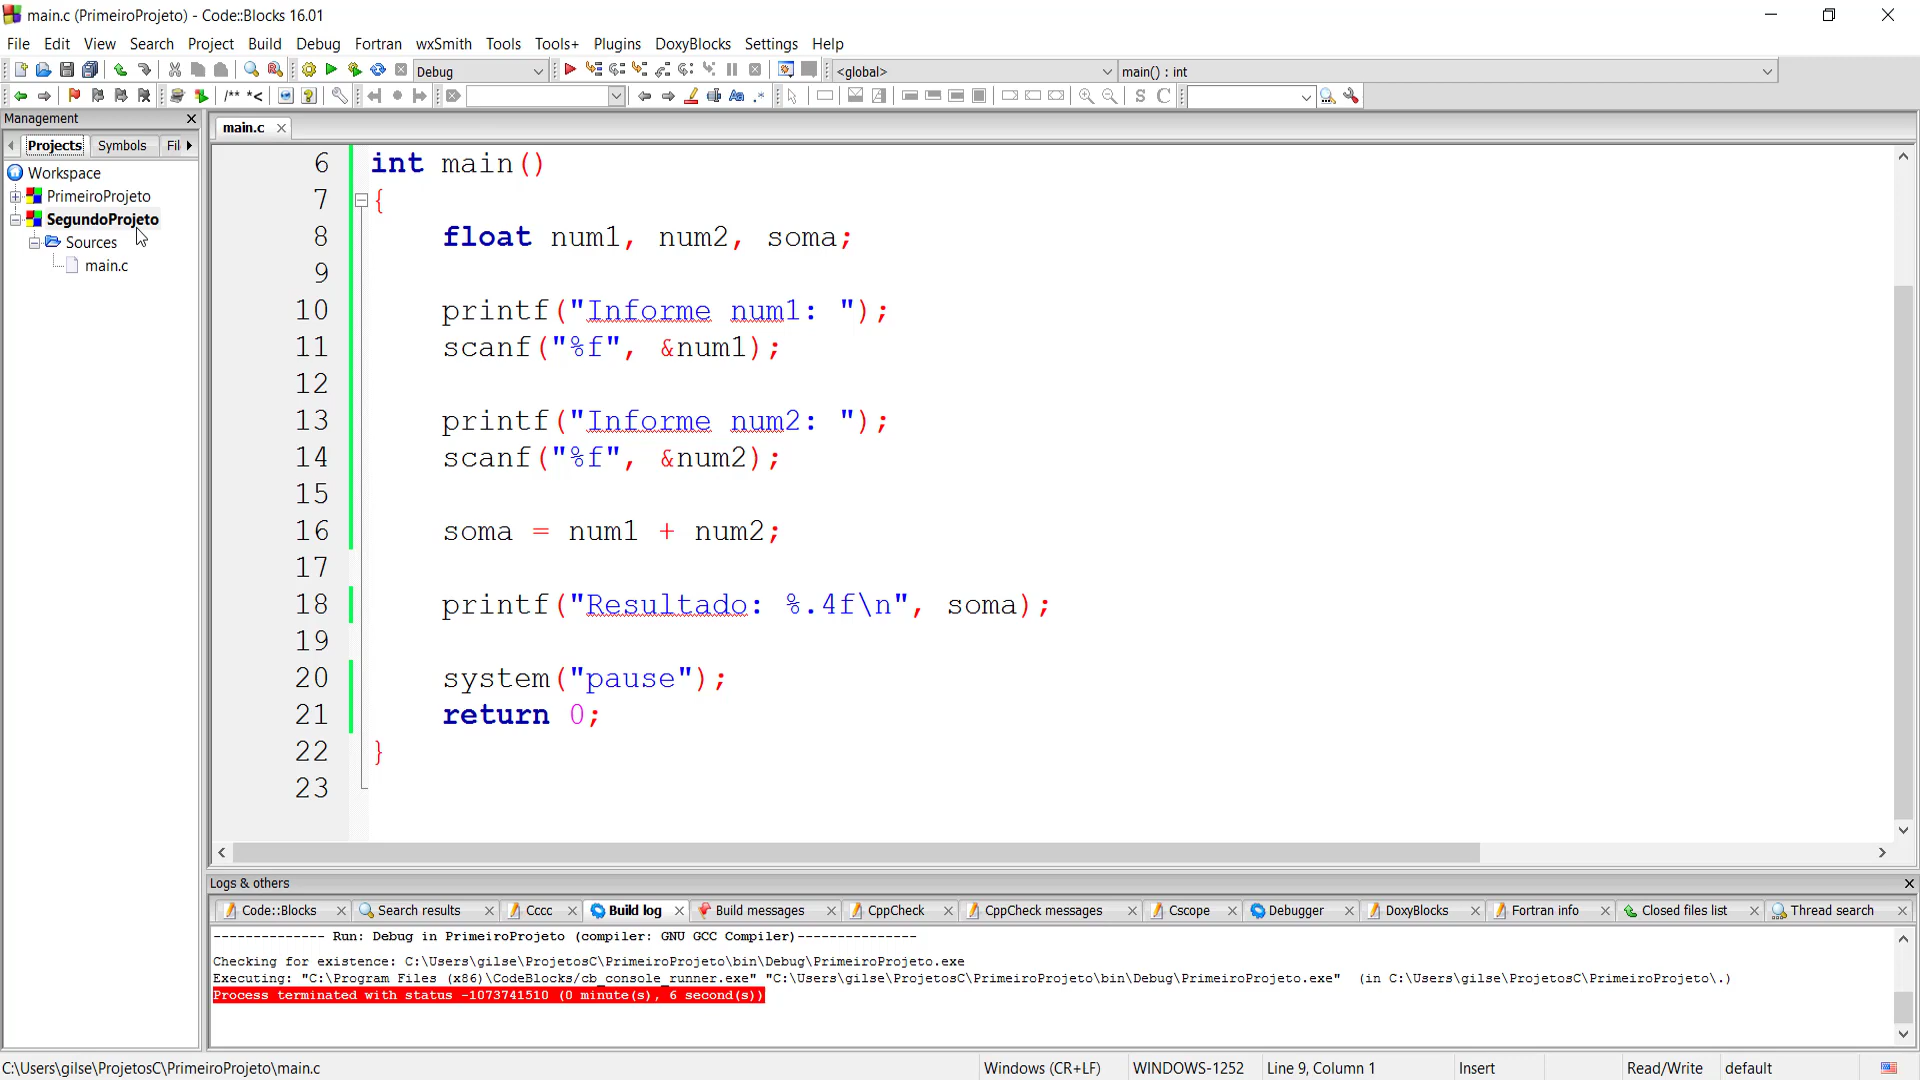 main.c (PrimeiroProjeto) - Code::Blocks 16.01
File Edit View Search Project Build Debug Fortran wxSmith Tools Tools+ Plugins DoxyBlocks Settings Help
Debug <global> main() : int
/** *< Aa .* S C
Management
Projects Symbols Fil
Workspace
PrimeiroProjeto
SegundoProjeto
Sources
main.c
main.c
6 int main()
7 {
8 float num1, num2, soma;
9
10 printf("Informe num1: ");
11 scanf("%f", &num1);
12
13 printf("Informe num2: ");
14 scanf("%f", &num2);
15
16 soma = num1 + num2;
17
18 printf("Resultado: %.4f\n", soma);
19
20 system("pause");
21 return 0;
22 }
23
Logs & others
Code::Blocks Search results Cccc Build log Build messages CppCheck CppCheck messages Cscope Debugger DoxyBlocks Fortran info Closed files list Thread search
------------- Run: Debug in PrimeiroProjeto (compiler: GNU GCC Compiler)---------------
Checking for existence: C:\Users\gilse\ProjetosC\PrimeiroProjeto\bin\Debug\PrimeiroProjeto.exe
Executing: "C:\Program Files (x86)\CodeBlocks/cb_console_runner.exe" "C:\Users\gilse\ProjetosC\PrimeiroProjeto\bin\Debug\PrimeiroProjeto.exe" (in C:\Users\gilse\ProjetosC\PrimeiroProjeto\.)
Process terminated with status -1073741510 (0 minute(s), 6 second(s))
C:\Users\gilse\ProjetosC\PrimeiroProjeto\main.c Windows (CR+LF) WINDOWS-1252 Line 9, Column 1 Insert Read/Write default